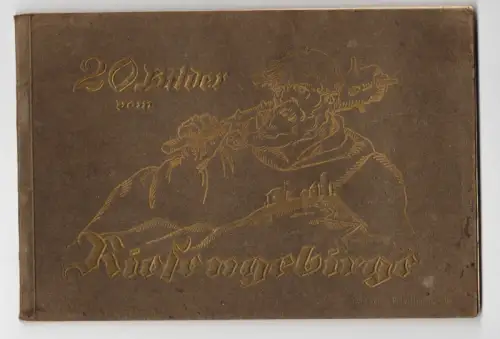 20 Bilder
vom
Riesengebirge